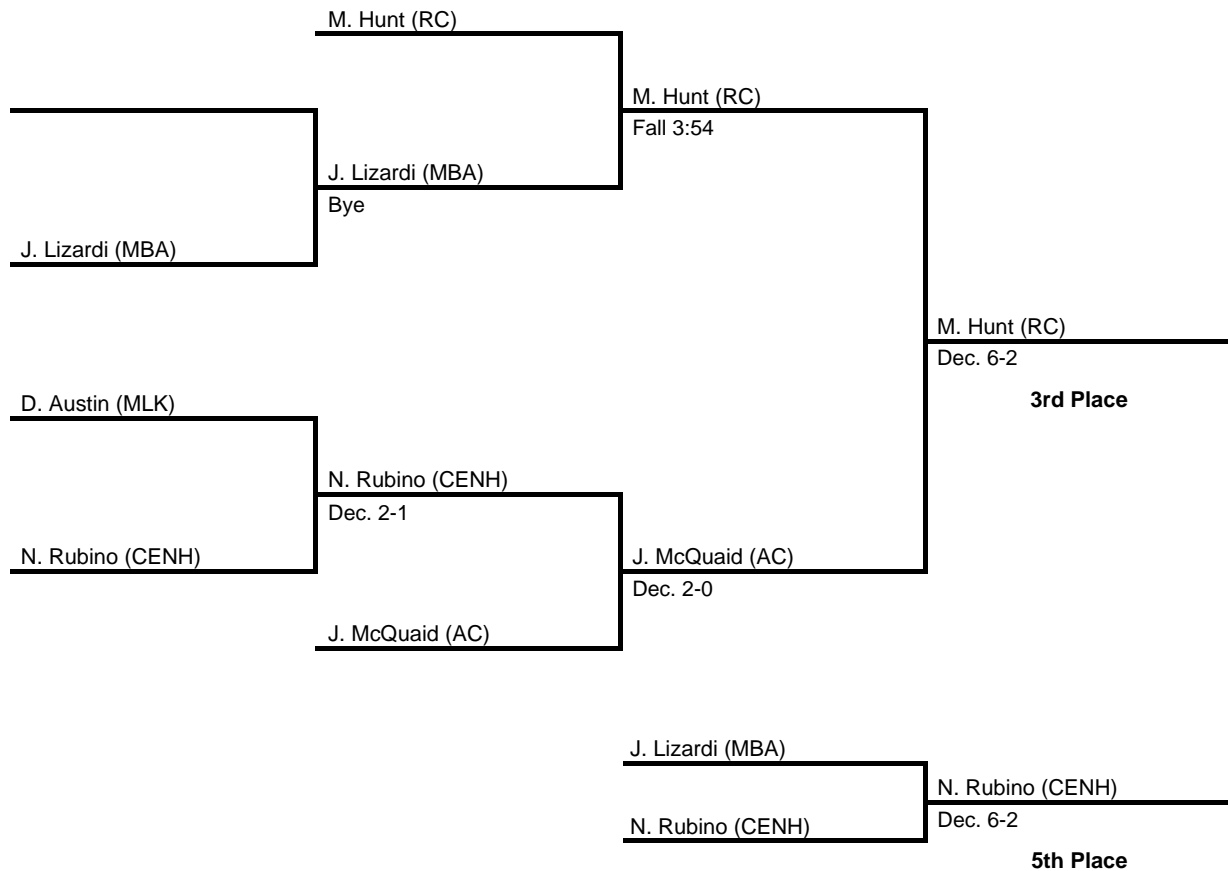 M. Hunt (RC)
M. Hunt (RC)
Fall 3:54
J. Lizardi (MBA)
Bye
J. Lizardi (MBA)
M. Hunt (RC)
Dec. 6-2
3rd Place
D. Austin (MLK)
N. Rubino (CENH)
Dec. 2-1
N. Rubino (CENH)
J. McQuaid (AC)
Dec. 2-0
J. McQuaid (AC)
J. Lizardi (MBA)
N. Rubino (CENH)
Dec. 6-2
N. Rubino (CENH)
5th Place